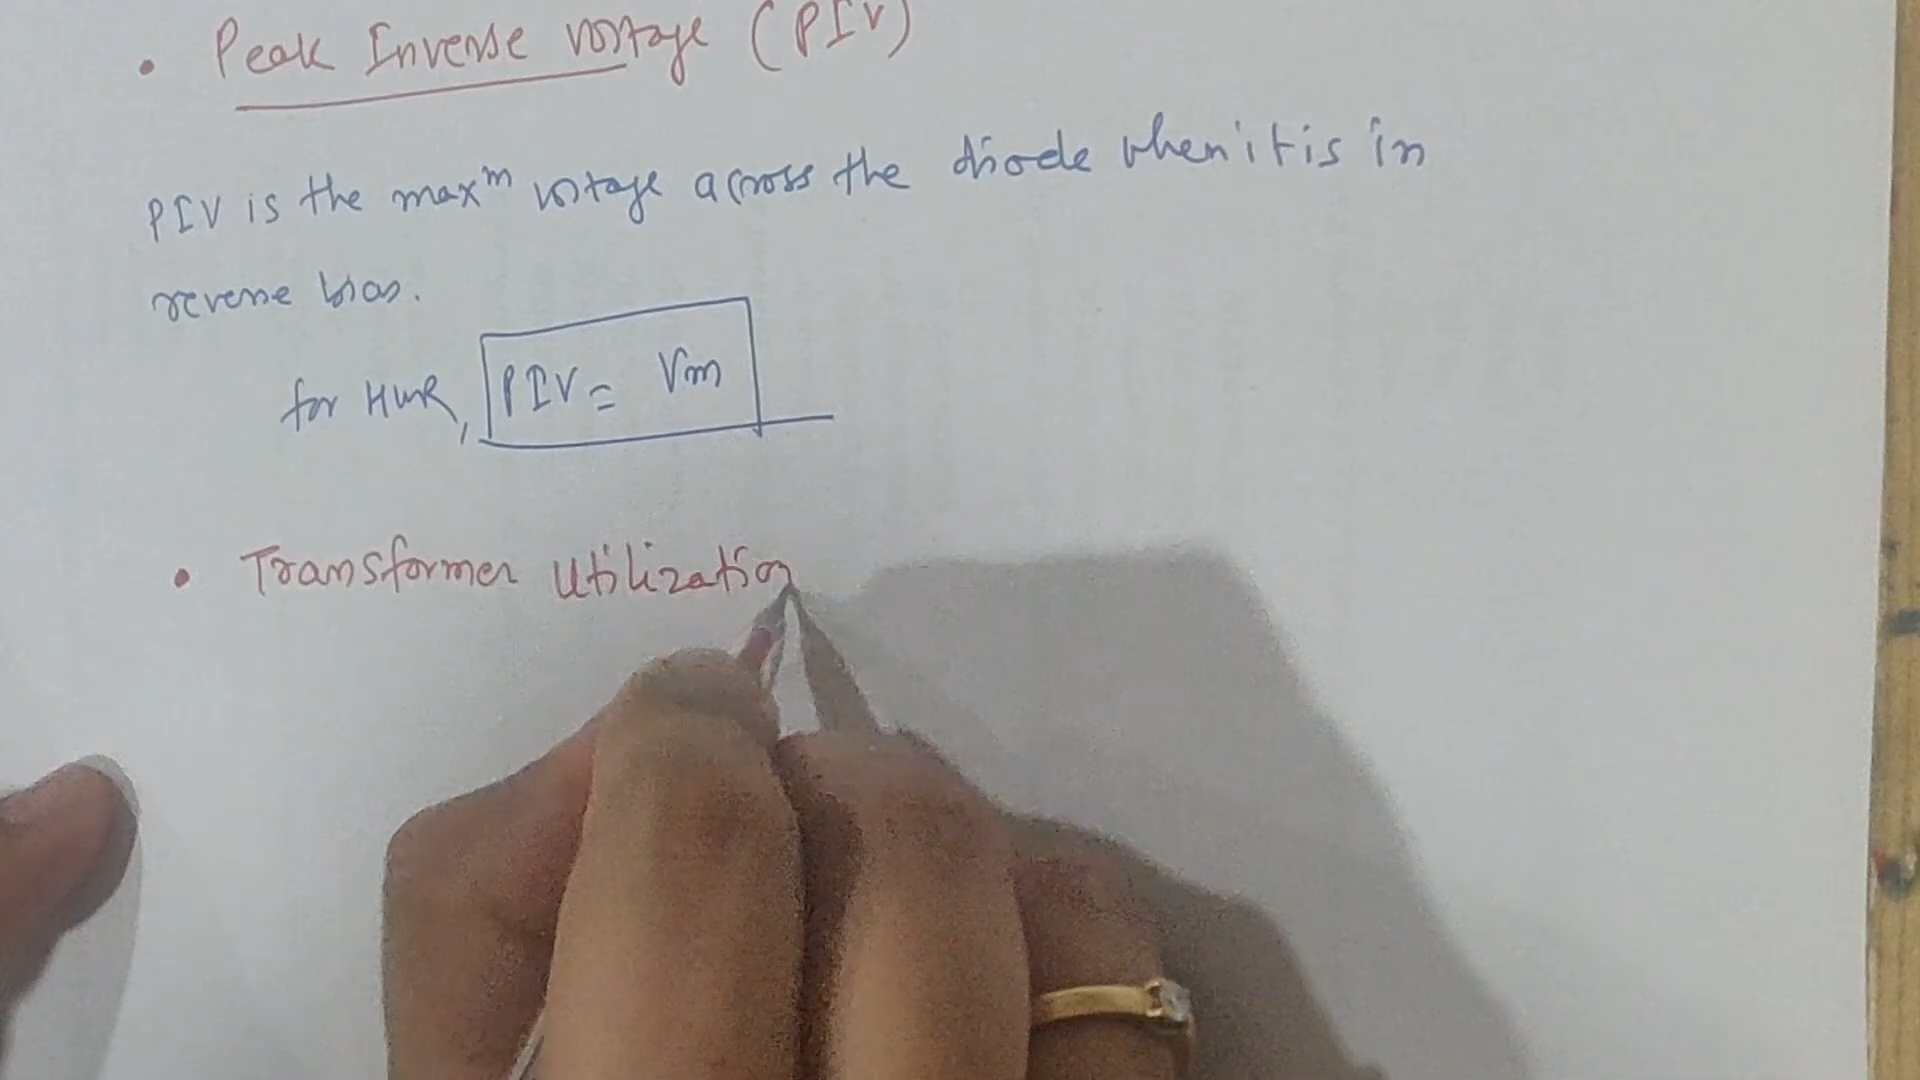 • Peak Inverse voltage (PIV)
PIV is the maxᵐ voltage across the diode when it is in
reverse bias.
for HWR, PIV = Vm
• Transformer Utilization